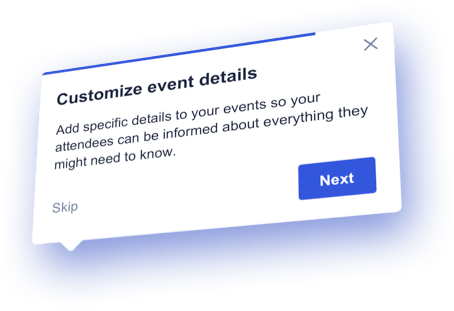 Customize event details
Add specific details to your events so your
attendees can be informed about everything they
might need to know.
Skip
Next